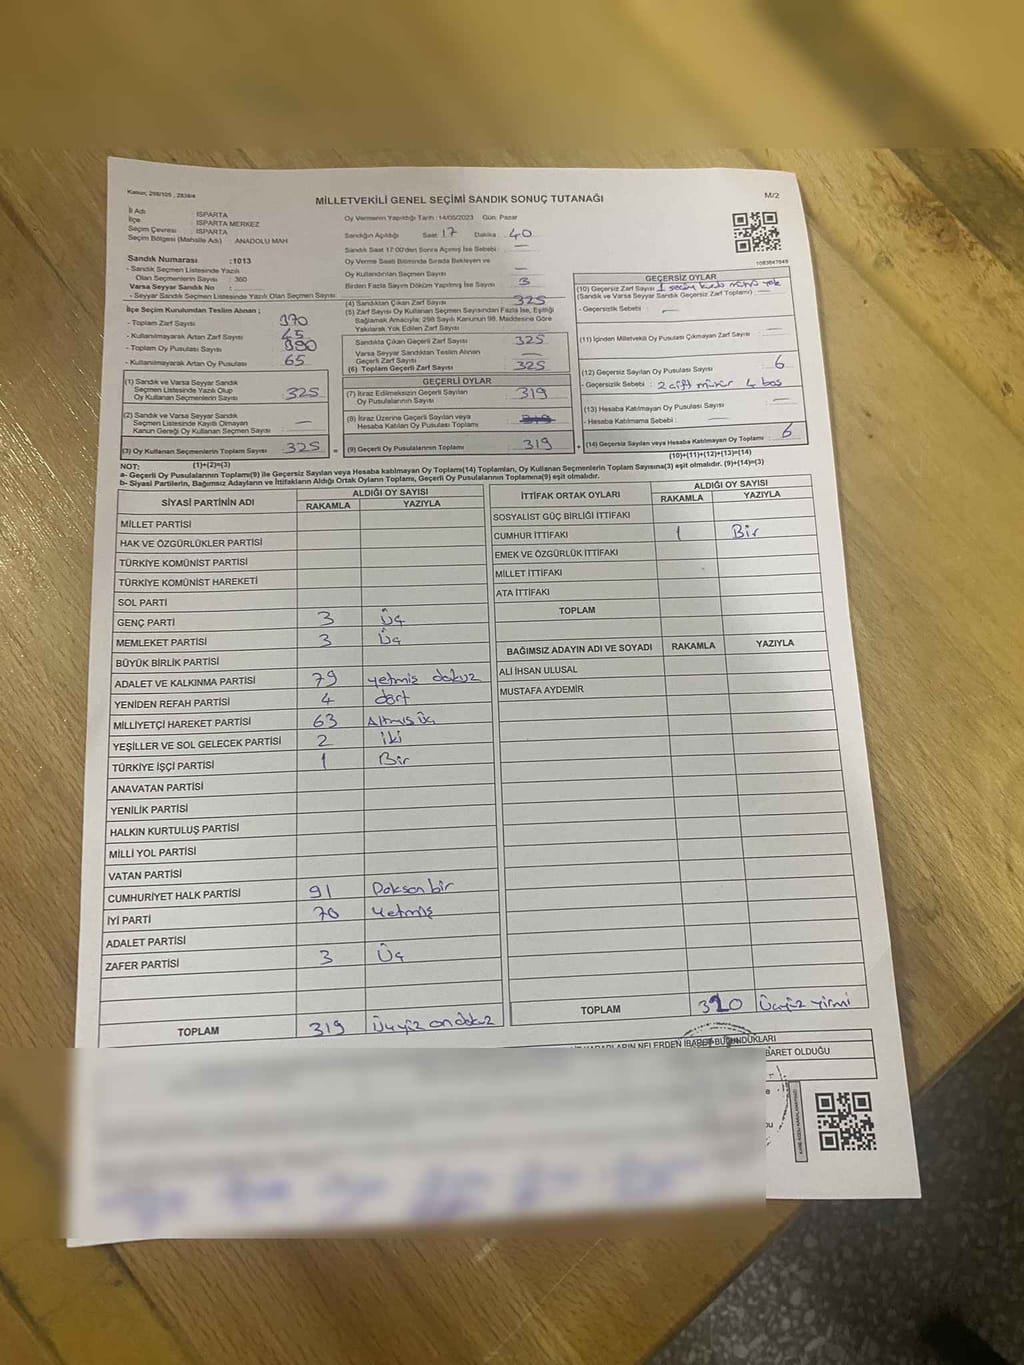 Kanun; 298/105 , 2839/4
MİLLETVEKİLİ GENEL SEÇİMİ SANDIK SONUÇ TUTANAĞI
M/2
İl Adı : ISPARTA
İlçe : ISPARTA MERKEZ
Seçim Çevresi : ISPARTA
Seçim Bölgesi (Mahalle Adı) : ANADOLU MAH
Sandık Numarası :1013
- Sandık Seçmen Listesinde Yazılı
Olan Seçmenlerin Sayısı : 360
Varsa Seyyar Sandık No :
- Seyyar Sandık Seçmen Listesinde Yazılı Olan Seçmen Sayısı:
Oy Vermenin Yapıldığı Tarih :14/05/2023 Gün: Pazar
Sandığın Açıldığı Saat: 17 Dakika: 40
Sandık Saat 17:00'den Sonra Açılmış İse Sebebi : —
Oy Verme Saati Bitiminde Sırada Bekleyen ve
Oy Kullandırılan Seçmen Sayısı : —
Birden Fazla Sayım Döküm Yapılmış İse Sayısı : 3
1083647849
İlçe Seçim Kurulundan Teslim Alınan ;
- Toplam Zarf Sayısı : 370
- Kullanılmayarak Artan Zarf Sayısı : 45
- Toplam Oy Pusulası Sayısı :
- Kullanılmayarak Artan Oy Pusulası : 65
(1) Sandık ve Varsa Seyyar Sandık
Seçmen Listesinde Yazılı Olup
Oy Kullanan Seçmenlerin Sayısı : 325
(2) Sandık ve Varsa Seyyar Sandık
Seçmen Listesinde Kayıtlı Olmayan
Kanun Gereği Oy Kullanan Seçmen Sayısı : —
(3) Oy Kullanan Seçmenlerin Toplam Sayısı : 325
(1)+(2)=(3)
(4) Sandıktan Çıkan Zarf Sayısı : 325
(5) Zarf Sayısı Oy Kullanan Seçmen Sayısından Fazla İse, Eşitliği
Sağlamak Amacıyla; 298 Sayılı Kanunun 98. Maddesine Göre
Yakılarak Yok Edilen Zarf Sayısı :
Sandıkta Çıkan Geçerli Zarf Sayısı : 325
Varsa Seyyar Sandıktan Teslim Alınan
Geçerli Zarf Sayısı : —
(6) Toplam Geçerli Zarf Sayısı : 325
GEÇERLİ OYLAR
(7) İtiraz Edilmeksizin Geçerli Sayılan
Oy Pusulalarının Sayısı : 319
(8) İtiraz Üzerine Geçerli Sayılan veya
Hesaba Katılan Oy Pusulası Toplamı :
(9) Geçerli Oy Pusulalarının Toplamı : 319
GEÇERSİZ OYLAR
(10) Geçersiz Zarf Sayısı :
(Sandık ve Varsa Seyyar Sandık Geçersiz Zarf Toplamı)
- Geçersizlik Sebebi : —
(11) İçinden Milletvekili Oy Pusulası Çıkmayan Zarf Sayısı : —
(12) Geçersiz Sayılan Oy Pusulası Sayısı : 6
- Geçersizlik Sebebi : 2 çift mühür 4 boş
(13) Hesaba Katılmayan Oy Pusulası Sayısı : —
- Hesaba Katılmama Sebebi : —
(14) Geçersiz Sayılan veya Hesaba Katılmayan Oy Toplamı : 6
(10)+(11)+(12)+(13)=(14)
NOT:
a- Geçerli Oy Pusulalarının Toplamı(9) ile Geçersiz Sayılan veya Hesaba katılmayan Oy Toplam(14) Toplamları, Oy Kullanan Seçmenlerin Toplam Sayısına(3) eşit olmalıdır. (9)+(14)=(3)
b- Siyasi Partilerin, Bağımsız Adayların ve İttifakların Aldığı Ortak Oyların Toplamı, Geçerli Oy Pusulalarının Toplamına(9) eşit olmalıdır.
SİYASİ PARTİNİN ADI
ALDIĞI OY SAYISI
RAKAMLA YAZIYLA
MİLLET PARTİSİ
HAK VE ÖZGÜRLÜKLER PARTİSİ
TÜRKİYE KOMÜNİST PARTİSİ
TÜRKİYE KOMÜNİST HAREKETİ
SOL PARTİ
GENÇ PARTİ 3 Üç
MEMLEKET PARTİSİ 3 Üç
BÜYÜK BİRLİK PARTİSİ
ADALET VE KALKINMA PARTİSİ 79 yetmiş dokuz
YENİDEN REFAH PARTİSİ 4 dört
MİLLİYETÇİ HAREKET PARTİSİ 63 Altmış üç
YEŞİLLER VE SOL GELECEK PARTİSİ 2 iki
TÜRKİYE İŞÇİ PARTİSİ 1 Bir
ANAVATAN PARTİSİ
YENİLİK PARTİSİ
HALKIN KURTULUŞ PARTİSİ
MİLLİ YOL PARTİSİ
VATAN PARTİSİ
CUMHURİYET HALK PARTİSİ 91 Doksan bir
İYİ PARTİ 70 yetmiş
ADALET PARTİSİ
ZAFER PARTİSİ 3 Üç
TOPLAM 319 Üçyüz ondokuz
İTTİFAK ORTAK OYLARI
ALDIĞI OY SAYISI
RAKAMLA YAZIYLA
SOSYALİST GÜÇ BİRLİĞİ İTTİFAKI
CUMHUR İTTİFAKI 1 Bir
EMEK VE ÖZGÜRLÜK İTTİFAKI
MİLLET İTTİFAKI
ATA İTTİFAKI
TOPLAM
BAĞIMSIZ ADAYIN ADI VE SOYADI RAKAMLA YAZIYLA
ALİ İHSAN ULUSAL
MUSTAFA AYDEMİR
TOPLAM 320 Üçyüz yirmi
KARARLARIN NELERDEN İBARET BULUNDUKLARI
BARET OLDUĞU